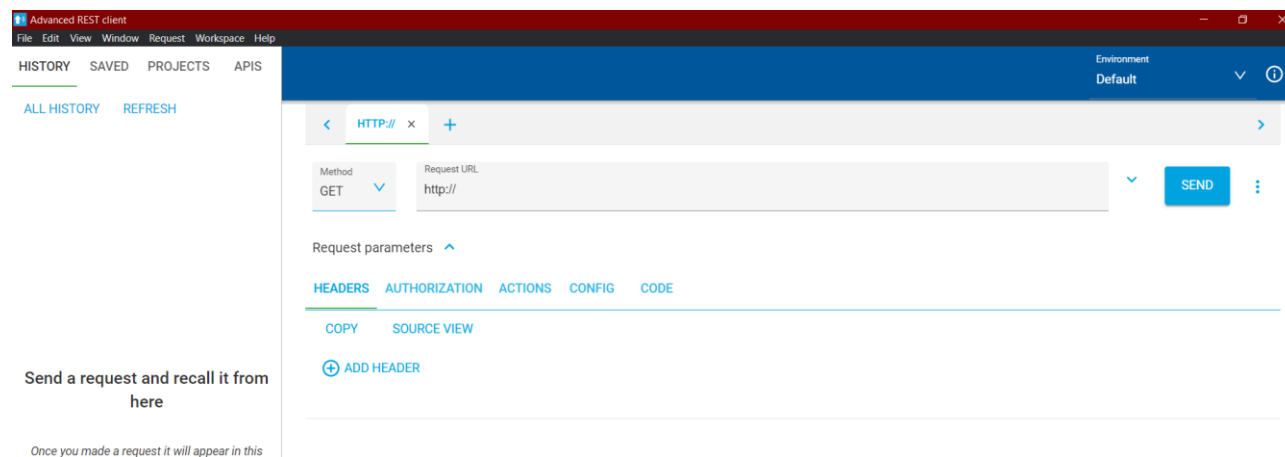 Advanced REST client
File Edit View Window Request Workspace Help
HISTORY SAVED PROJECTS APIS
Environment
Default
ALL HISTORY REFRESH
HTTP://
Method
GET
Request URL
http://
SEND
Request parameters
HEADERS AUTHORIZATION ACTIONS CONFIG CODE
COPY SOURCE VIEW
ADD HEADER
Send a request and recall it from
here
Once you made a request it will appear in this